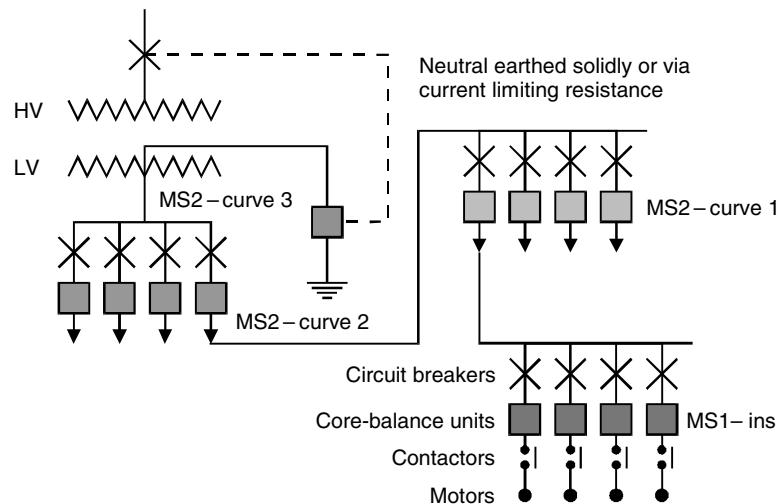 Neutral earthed solidly or via
current limiting resistance
HV
LV
MS2–curve 3
MS2–curve 1
MS2–curve 2
Circuit breakers
Core-balance units
MS1– ins
Contactors
Motors